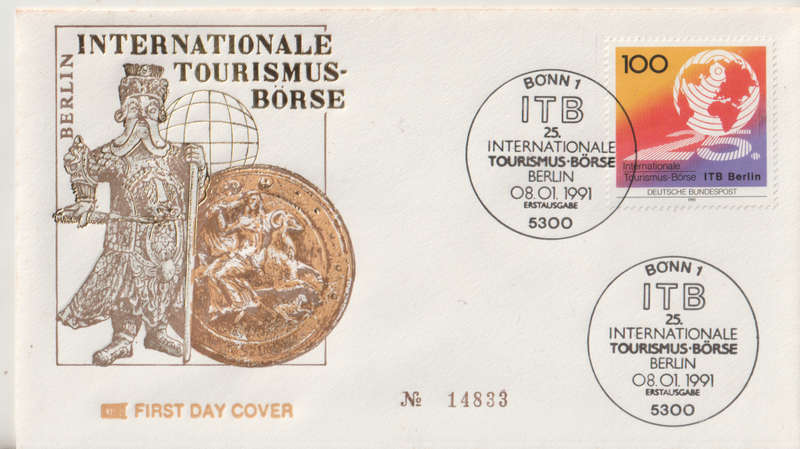 BERLIN
INTERNATIONALE
TOURISMUS-
BÖRSE
FIRST DAY COVER
№ 14833
BONN 1
ITB
25.
INTERNATIONALE
TOURISMUS·BÖRSE
BERLIN
08.01.1991
ERSTAUSGABE
5300
100
25.
Internationale
Tourismus-Börse ITB Berlin
DEUTSCHE BUNDESPOST
BONN 1
ITB
25.
INTERNATIONALE
TOURISMUS·BÖRSE
BERLIN
08.01.1991
ERSTAUSGABE
5300